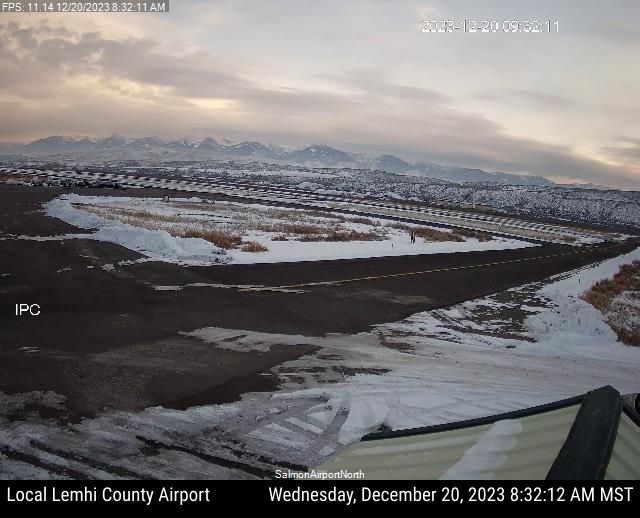 FPS: 11.14 12/20/2023 8:32:11 AM
2023-12-20 09:32:11
IPC
SalmonAirportNorth
Local Lemhi County Airport Wednesday, December 20, 2023 8:32:12 AM MST